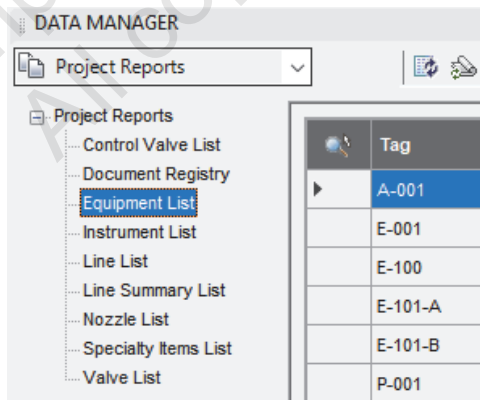 DATA MANAGER
Project Reports
Project Reports
Control Valve List
Document Registry
Equipment List
Instrument List
Line List
Line Summary List
Nozzle List
Specialty Items List
Valve List
Tag
A-001
E-001
E-100
E-101-A
E-101-B
P-001